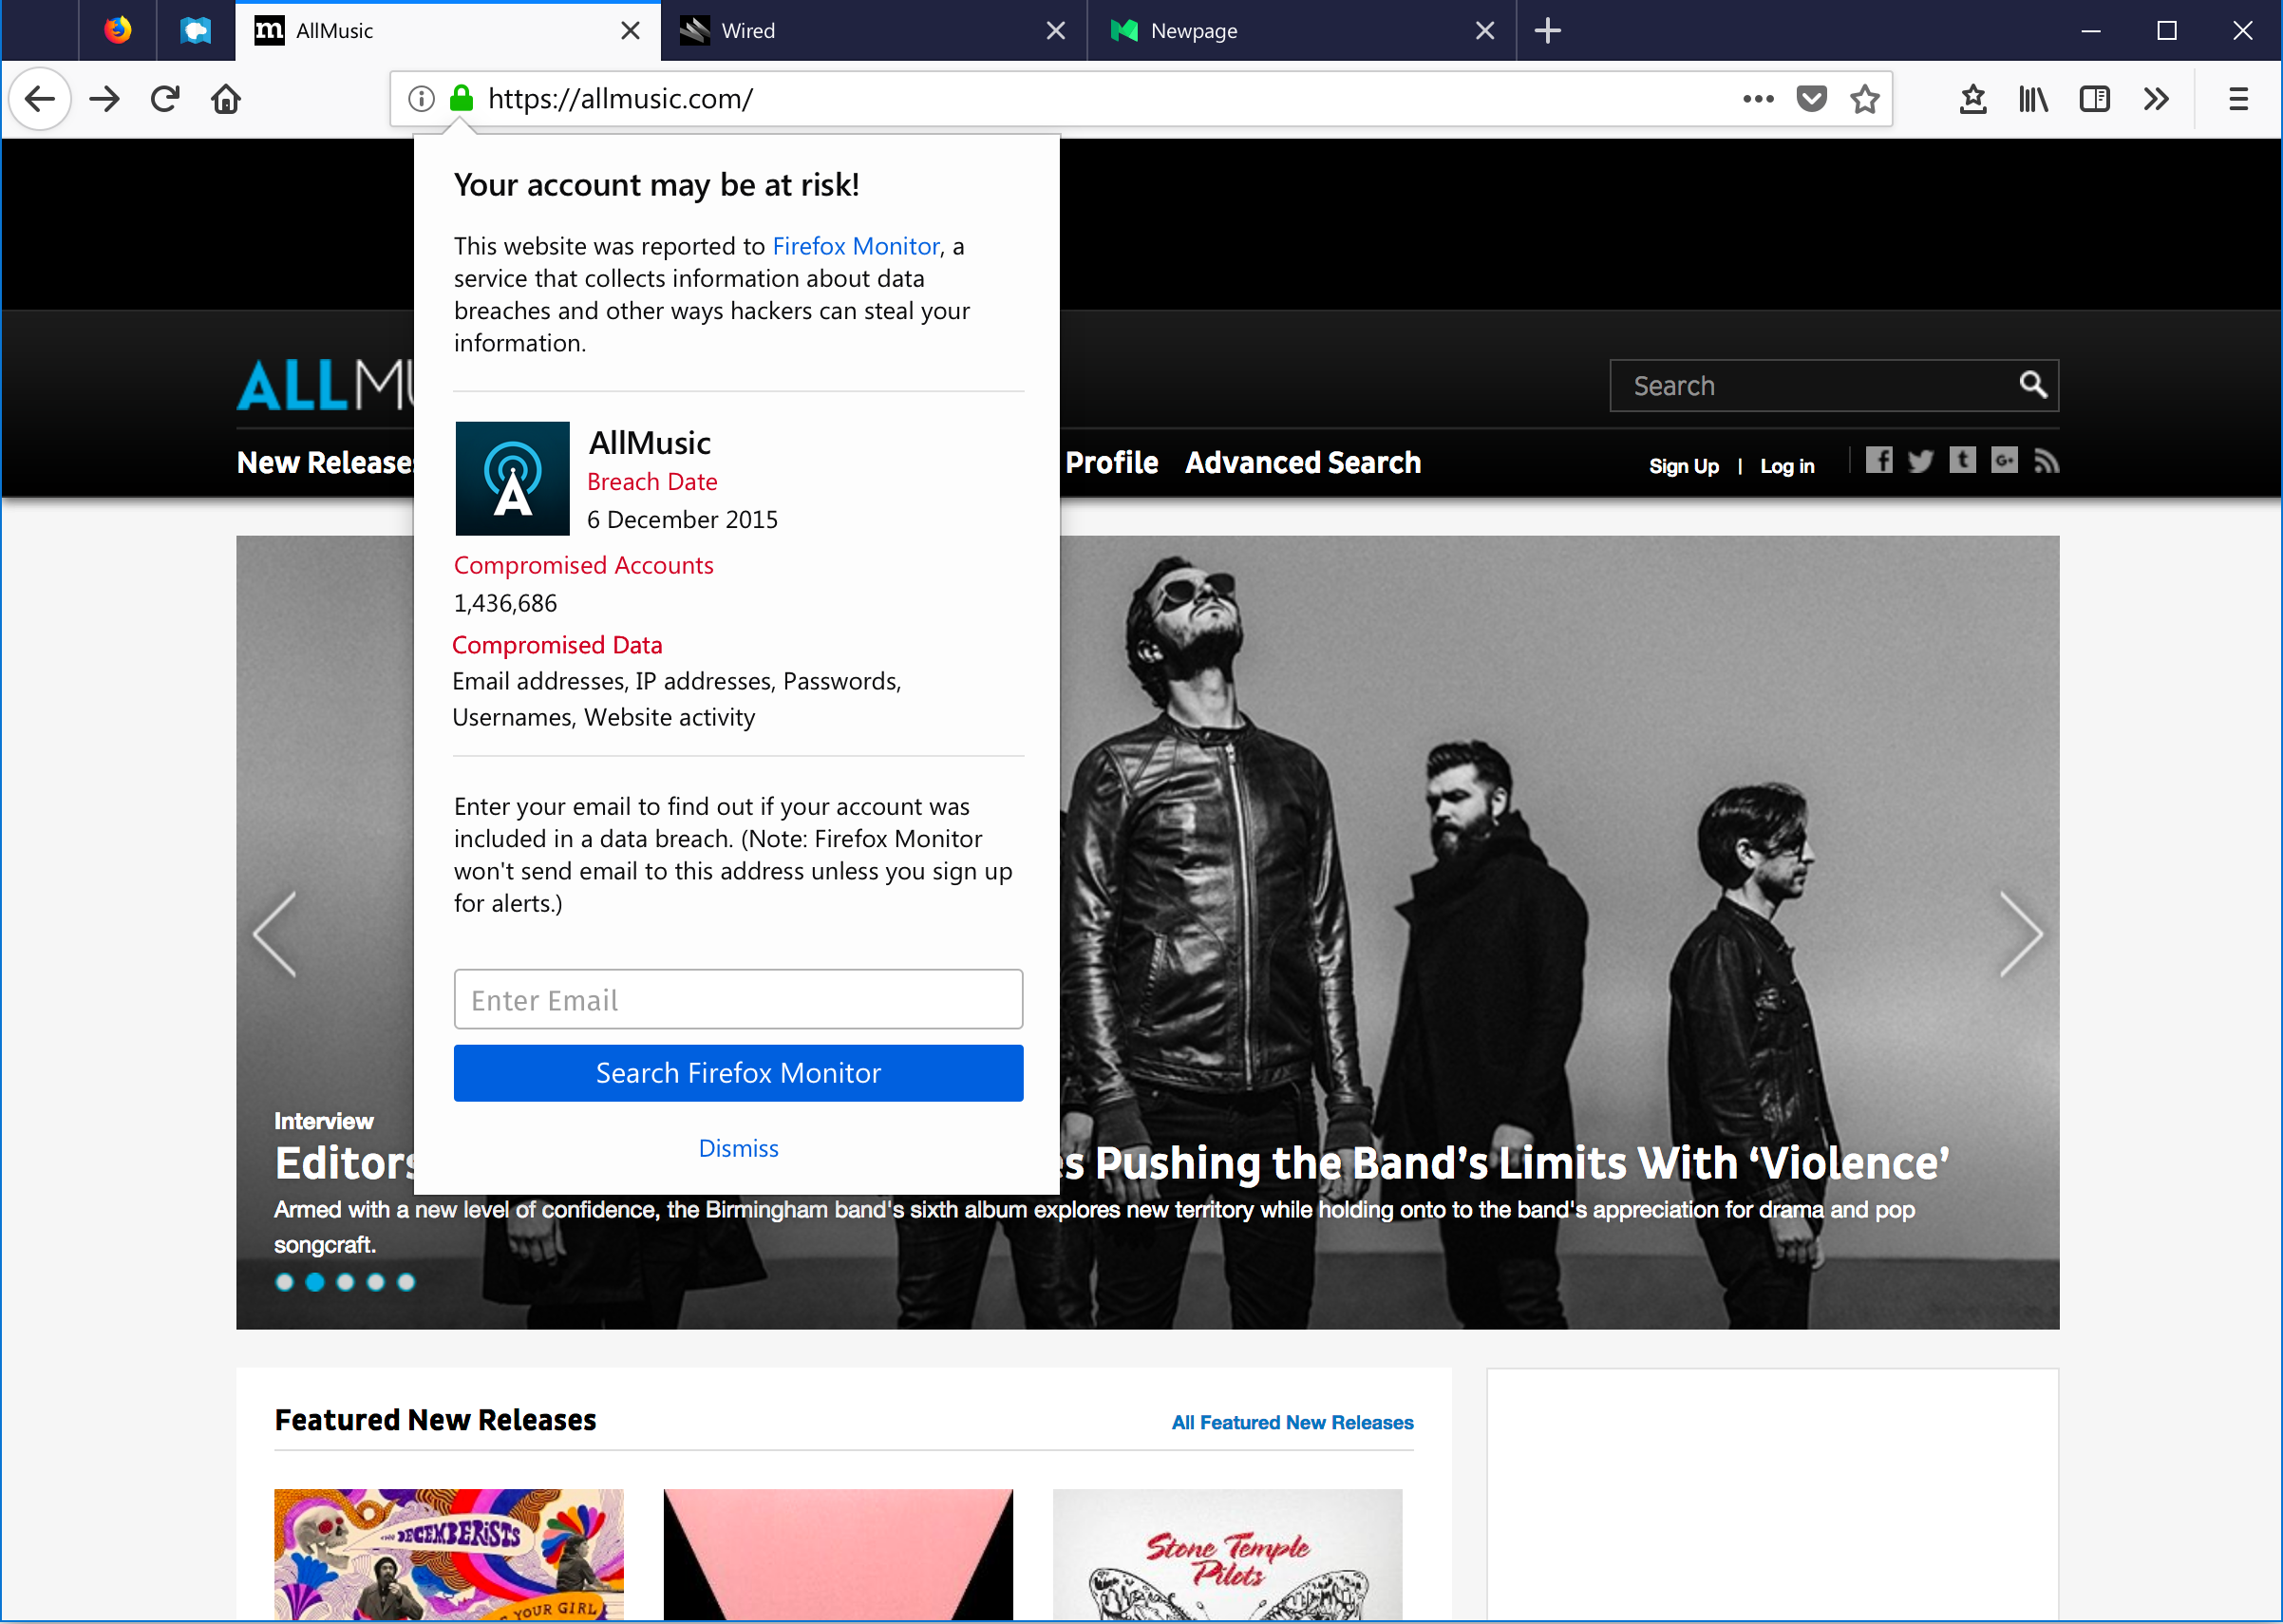 AllMusic
Wired
Newpage
https://allmusic.com/
Your account may be at risk!
This website was reported to Firefox Monitor, a
service that collects information about data
breaches and other ways hackers can steal your
information.
AllMusic
Breach Date
6 December 2015
Compromised Accounts
1,436,686
Compromised Data
Email addresses, IP addresses, Passwords,
Usernames, Website activity
Enter your email to find out if your account was
included in a data breach. (Note: Firefox Monitor
won't send email to this address unless you sign up
for alerts.)
Enter Email
Search Firefox Monitor
Dismiss
ALLMU
Search
New Releases
Profile Advanced Search
Sign Up | Log in
Interview
Editors
es Pushing the Band’s Limits With ‘Violence’
Armed with a new level of confidence, the Birmingham band's sixth album explores new territory while holding onto to the band's appreciation for drama and pop
songcraft.
Featured New Releases
All Featured New Releases
THE DECEMBERISTS
YOUR GIRL
Stone Temple
Pilots